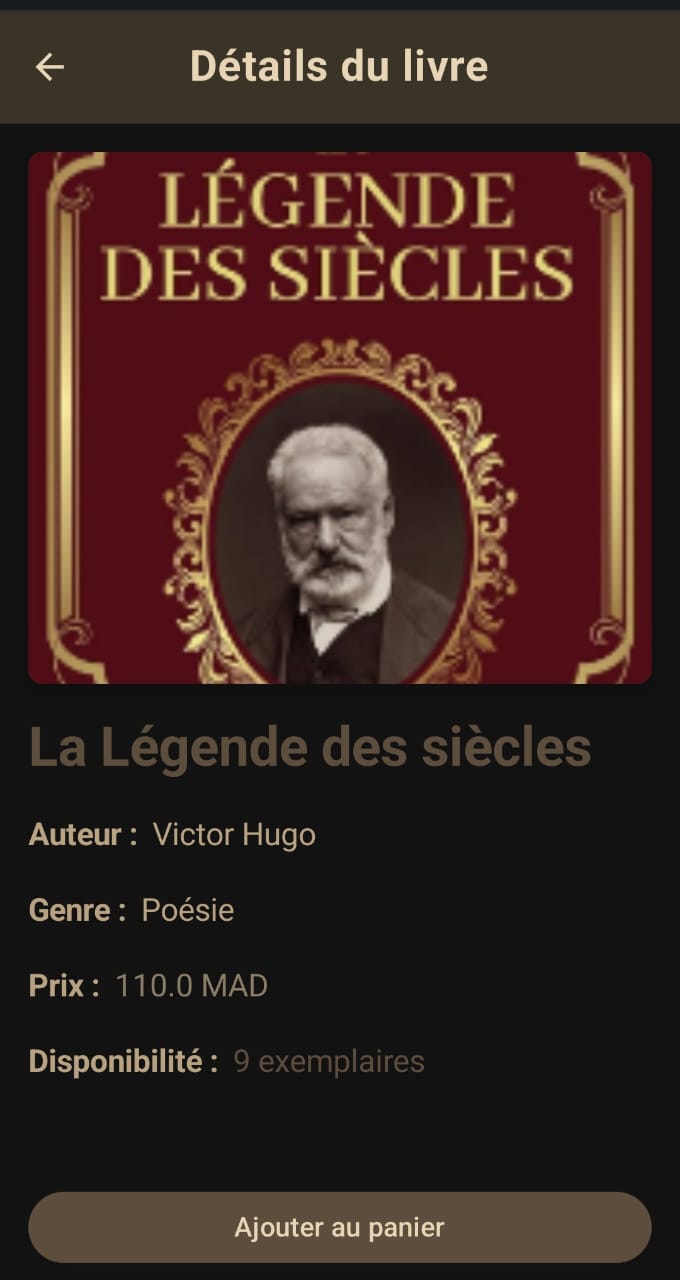 Détails du livre
LÉGENDE
DES SIÈCLES
La Légende des siècles
Auteur : Victor Hugo
Genre : Poésie
Prix : 110.0 MAD
Disponibilité : 9 exemplaires
Ajouter au panier